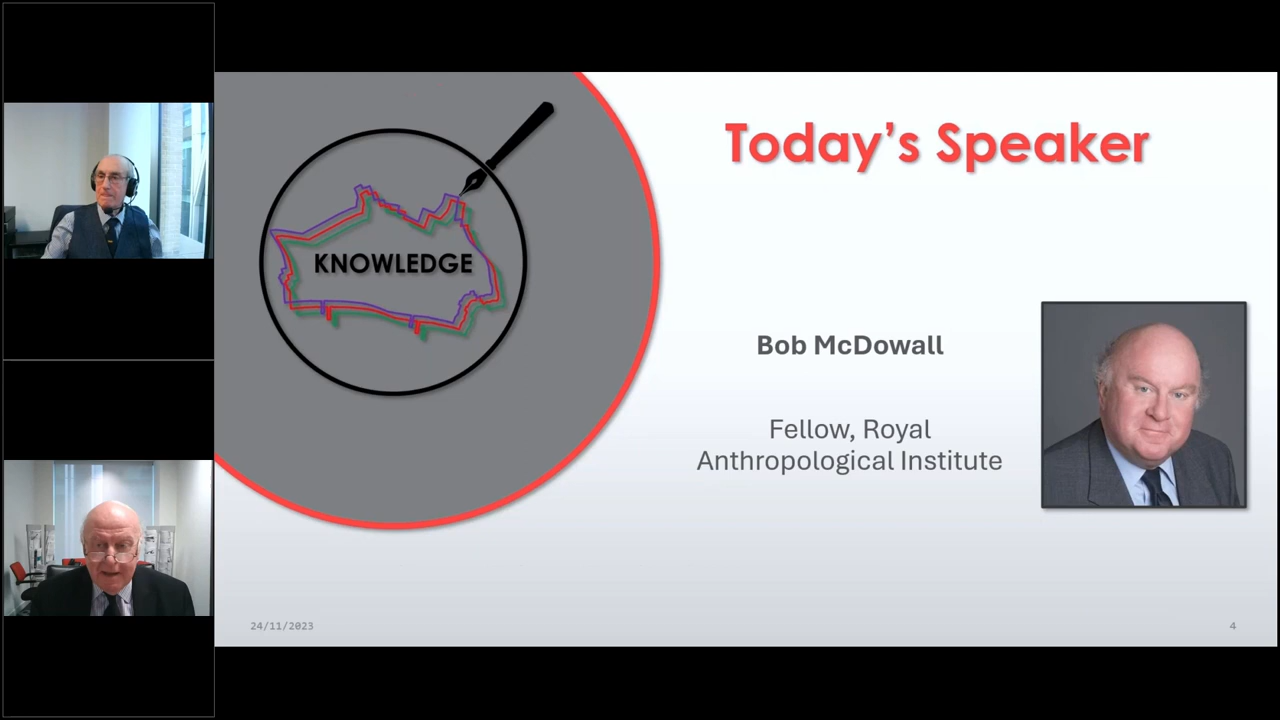 Today's Speaker
KNOWLEDGE
Bob McDowall
Fellow, Royal
Anthropological Institute
24/11/2023
4